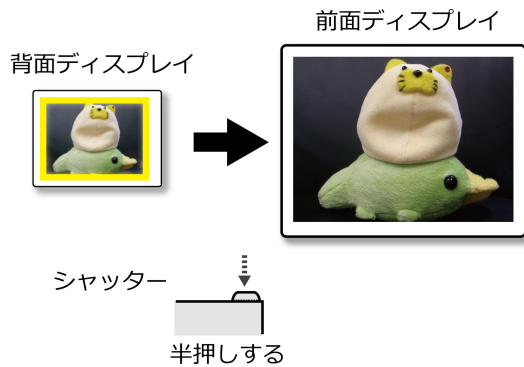 前面ディスプレイ
背面ディスプレイ
シャッター
半押しする